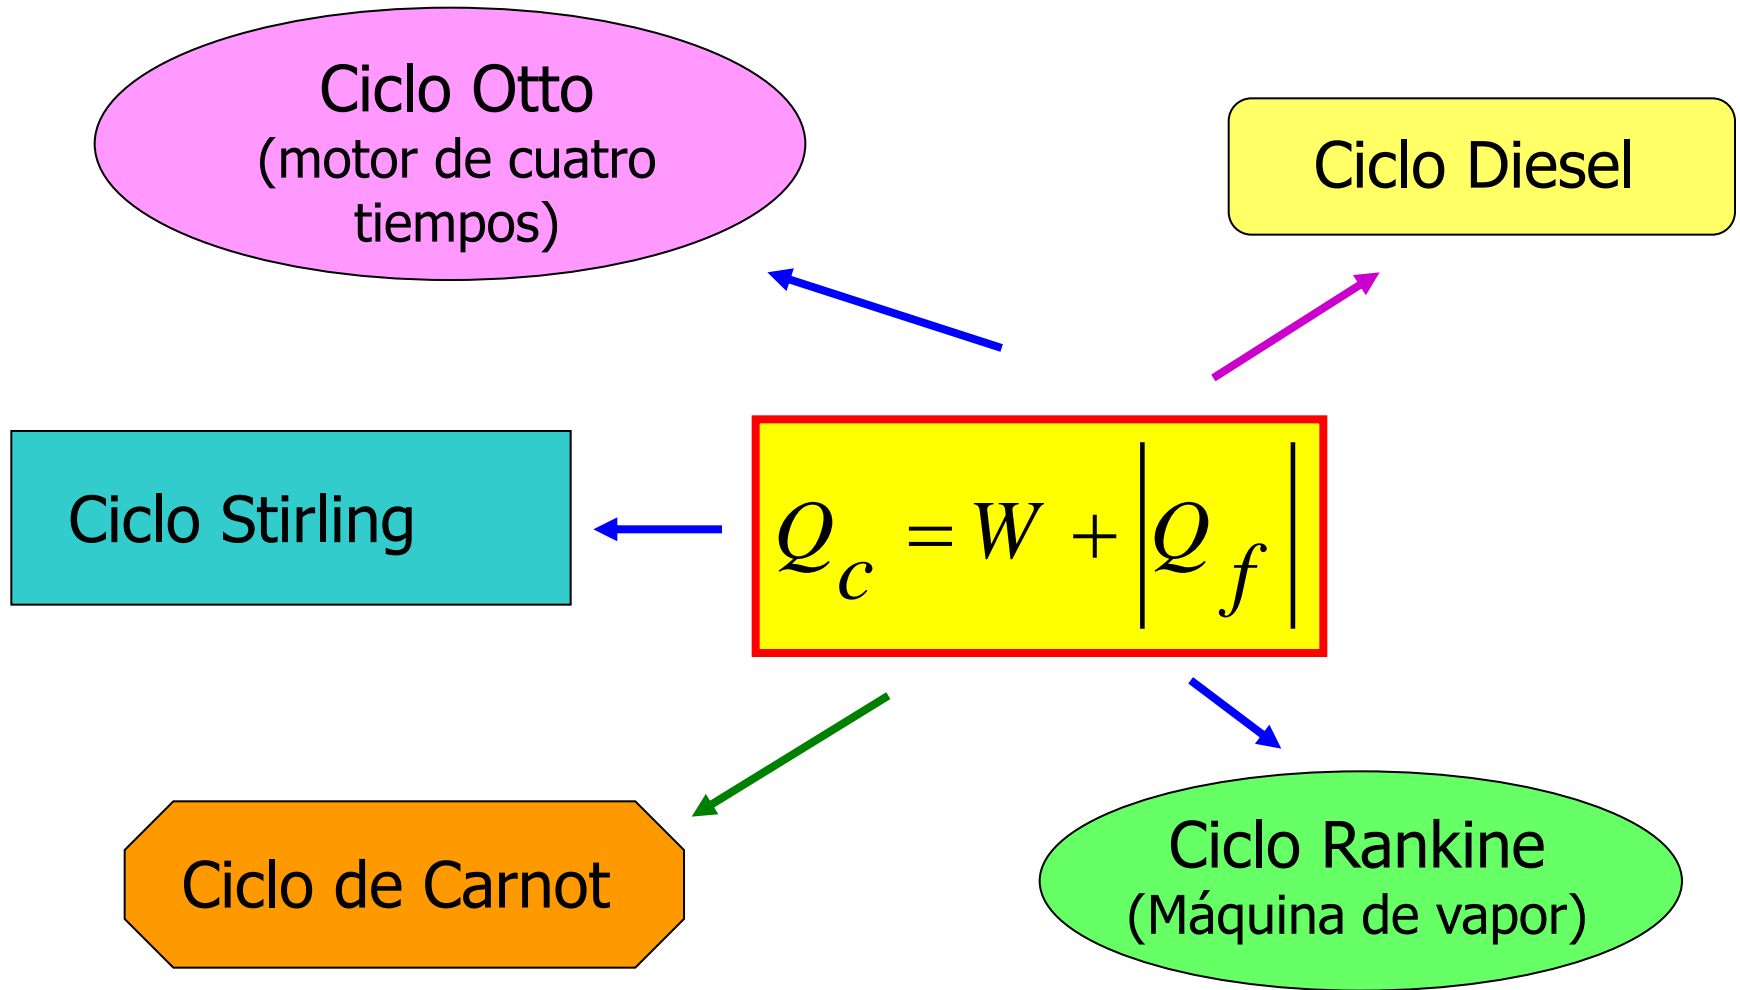 Ciclo Otto
(motor de cuatro
tiempos)
Ciclo Diesel
Ciclo Stirling
Q_c = W + |Q_f|
Ciclo de Carnot
Ciclo Rankine
(Máquina de vapor)